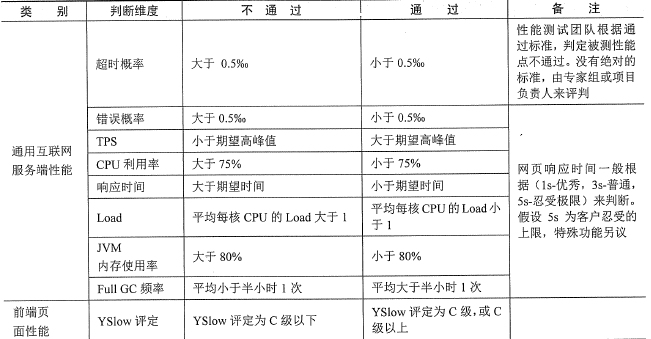 类 别 判断维度 不 通 过 通 过 备 注
超时概率 大于 0.5‰ 小于 0.5‰
性能测试团队根据通
过标准，判定被测性能
点不通过。没有绝对的
标准，由专家组或项目
负责人来评判
通用互联网
服务端性能
错误概率 大于 0.5‰ 小于 0.5‰
TPS 小于期望高峰值 大于期望高峰值
CPU 利用率 大于 75% 小于 75%
响应时间 大于期望时间 小于期望时间
Load 平均每核 CPU 的 Load 大于 1 平均每核 CPU 的 Load 小
于 1
JVM
内存使用率 大于 80% 小于 80%
Full GC 频率 平均小于半小时 1 次 平均大于半小时 1 次
网页响应时间一般根
据（1s-优秀，3s-普通，
5s-忍受极限）来判断。
假设 5s 为客户忍受的
上限，特殊功能另议
前端页
面性能
YSlow 评定 YSlow 评定为 C 级以下 YSlow 评定为 C 级，或 C
级以上